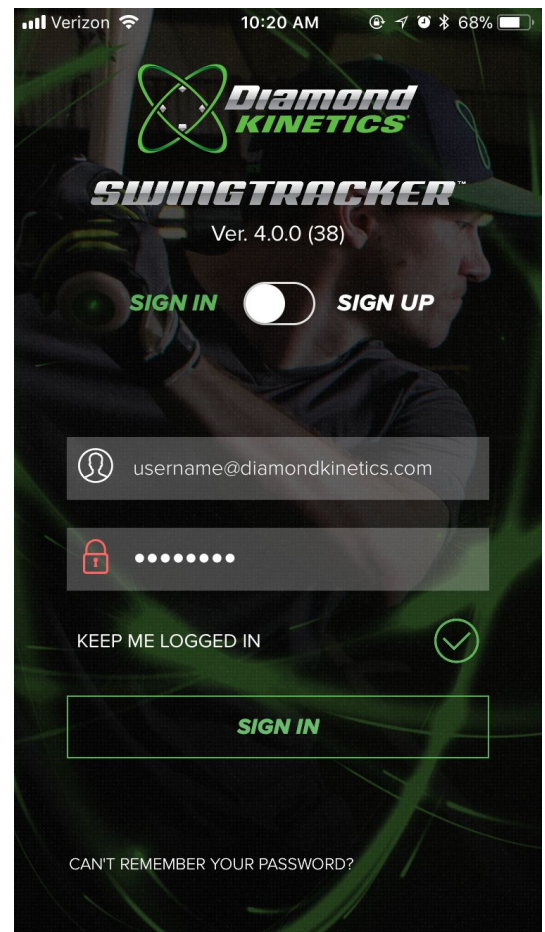 Verizon 10:20 AM 68%
Diamond
KINETICS
SWINGTRACKER™
Ver. 4.0.0 (38)
SIGN IN SIGN UP
username@diamondkinetics.com
••••••••
KEEP ME LOGGED IN
SIGN IN
CAN'T REMEMBER YOUR PASSWORD?